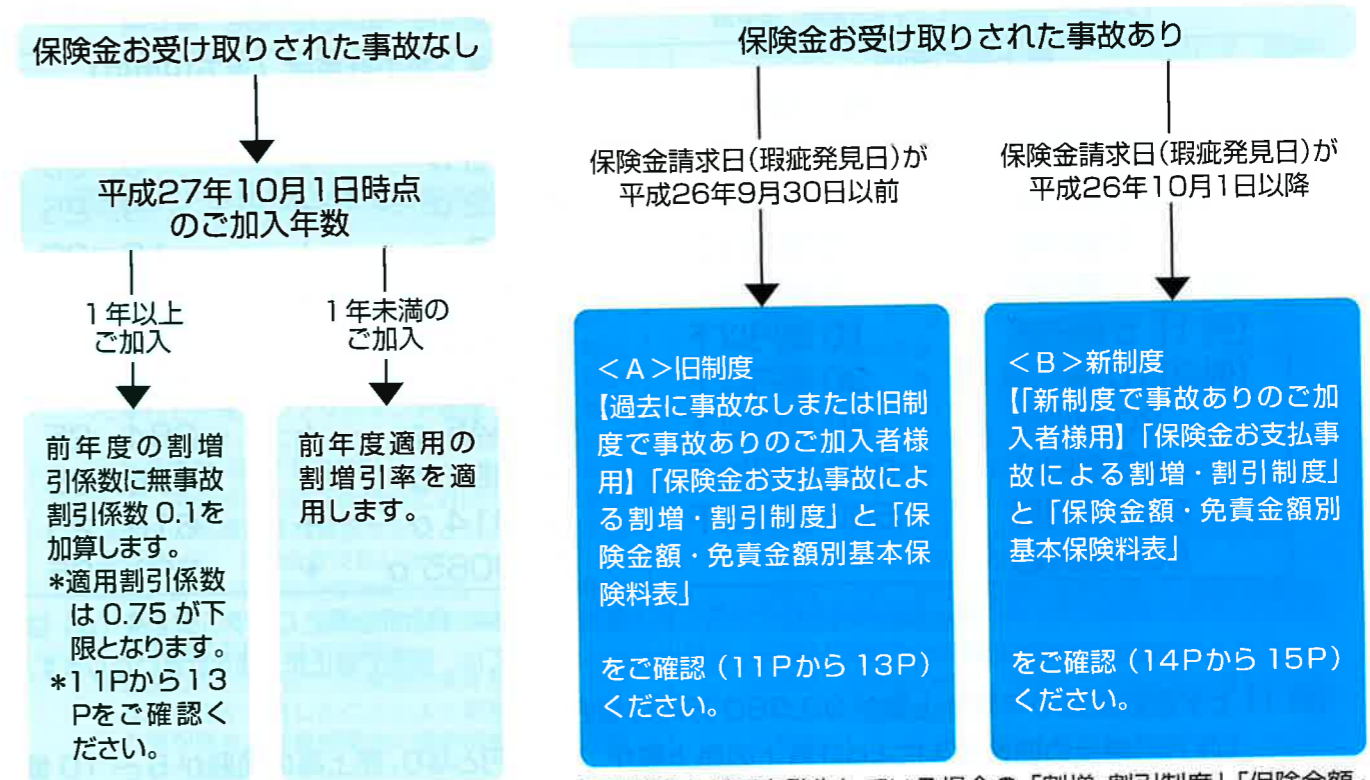 保険金お受け取りされた事故なし
平成27年10月1日時点
のご加入年数
1年以上
ご加入
1年未満の
ご加入
前年度の割増
引係数に無事故
割引係数 0.1を
加算します。
*適用割引係数
は 0.75 が下
限となります。
*11Pから13
Pをご確認く
ださい。
前年度適用の
割増引率を適
用します。
保険金お受け取りされた事故あり
保険金請求日(瑕疵発見日)が
平成26年9月30日以前
保険金請求日(瑕疵発見日)が
平成26年10月1日以降
<A>旧制度
【過去に事故なしまたは旧制
度で事故ありのご加入者様
用】「保険金お支払事故によ
る割増・割引制度」と「保
険金額・免責金額別基本保
険料表」
をご確認(11Pから13P)
ください。
<B>新制度
【「新制度で事故ありのご加
入者様用】「保険金お支払事
故による割増・割引制度」
と「保険金額・免責金額別
基本保険料表」
をご確認(14Pから15P)
ください。